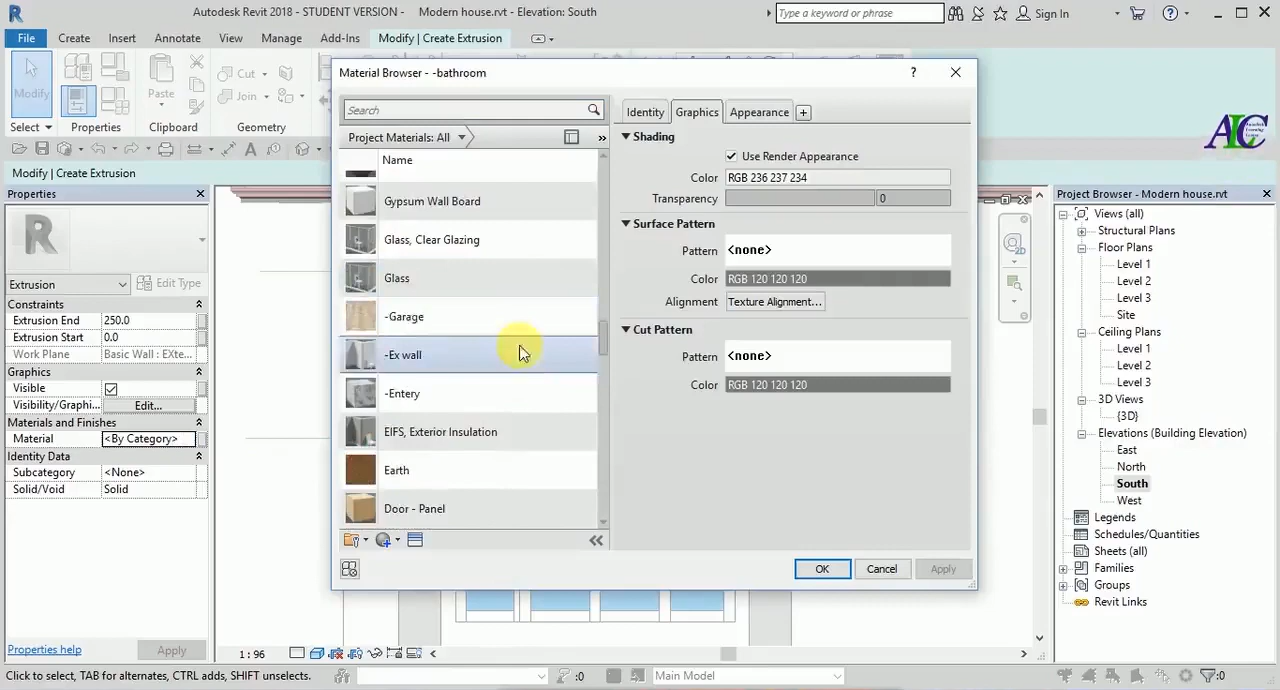 Autodesk Revit 2018 - STUDENT VERSION - Modern house.rvt - Elevation: South
Type a keyword or phrase
Sign In
File Create Insert Annotate View Manage Add-Ins Modify | Create Extrusion
Modify
Paste
Cut
Join
Select Properties Clipboard Geometry
ALC
Modify | Create Extrusion
Properties
Extrusion
Edit Type
Constraints
Extrusion End 250.0
Extrusion Start 0.0
Work Plane Basic Wall : EXte...
Graphics
Visible
Visibility/Graphi... Edit...
Materials and Finishes
Material <By Category>
Identity Data
Subcategory <None>
Solid/Void Solid
Properties help Apply
Material Browser - -bathroom
Search
Project Materials: All
Name
Gypsum Wall Board
Glass, Clear Glazing
Glass
-Garage
-Ex wall
-Entery
EIFS, Exterior Insulation
Earth
Door - Panel
Identity Graphics Appearance
Shading
Use Render Appearance
Color RGB 236 237 234
Transparency 0
Surface Pattern
Pattern <none>
Color RGB 120 120 120
Alignment Texture Alignment...
Cut Pattern
Pattern <none>
Color RGB 120 120 120
OK Cancel Apply
Project Browser - Modern house.rvt
Views (all)
Structural Plans
Floor Plans
Level 1
Level 2
Level 3
Site
Ceiling Plans
Level 1
Level 2
Level 3
3D Views
{3D}
Elevations (Building Elevation)
East
North
South
West
Legends
Schedules/Quantities
Sheets (all)
Families
Groups
Revit Links
2D
1 : 96
Click to select, TAB for alternates, CTRL adds, SHIFT unselects.
:0
Main Model
:0